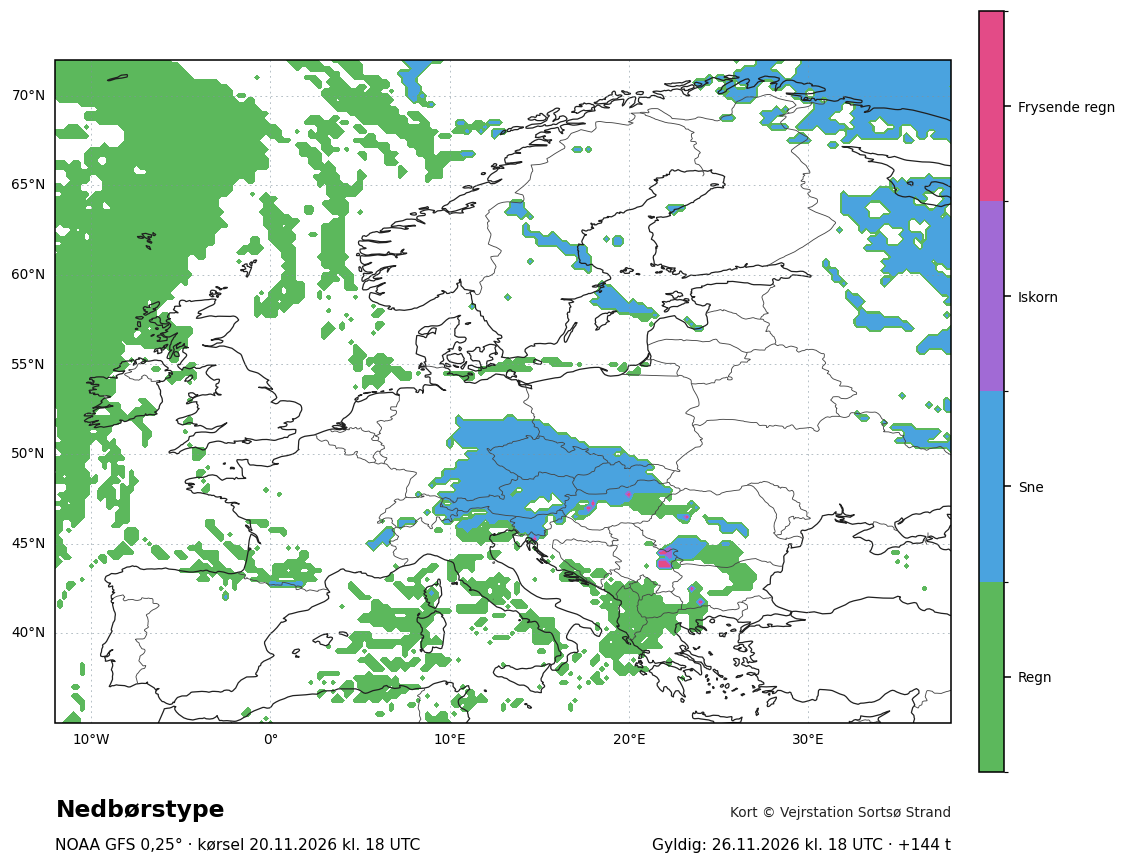 70°N
65°N
60°N
55°N
50°N
45°N
40°N
10°W
0°
10°E
20°E
30°E
Frysende regn
Iskorn
Sne
Regn
Nedbørstype
Kort © Vejrstation Sortsø Strand
NOAA GFS 0,25° · kørsel 20.11.2026 kl. 18 UTC
Gyldig: 26.11.2026 kl. 18 UTC · +144 t